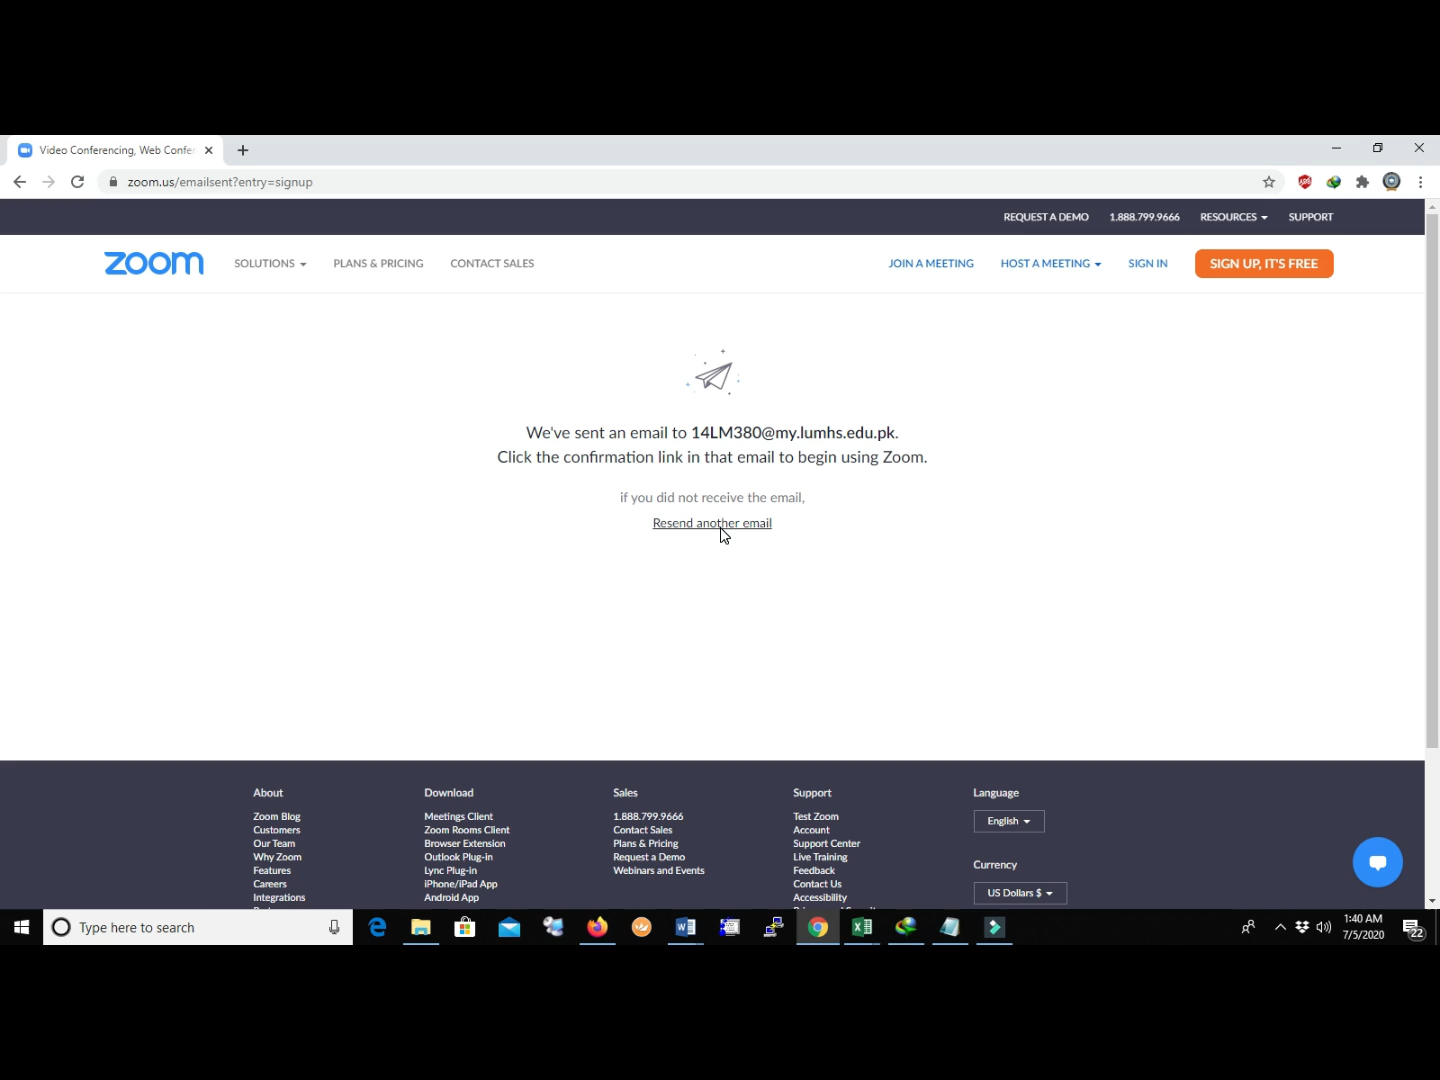 Video Conferencing, Web Confe
zoom.us/emailsent?entry=signup
REQUEST A DEMO 1.888.799.9666 RESOURCES SUPPORT
zoom SOLUTIONS PLANS & PRICING CONTACT SALES JOIN A MEETING HOST A MEETING SIGN IN SIGN UP, IT'S FREE
We've sent an email to 14LM380@my.lumhs.edu.pk.
Click the confirmation link in that email to begin using Zoom.
if you did not receive the email,
Resend another email
About
Zoom Blog
Customers
Our Team
Why Zoom
Features
Careers
Integrations
Download
Meetings Client
Zoom Rooms Client
Browser Extension
Outlook Plug-in
Lync Plug-in
iPhone/iPad App
Android App
Sales
1.888.799.9666
Contact Sales
Plans & Pricing
Request a Demo
Webinars and Events
Support
Test Zoom
Account
Support Center
Live Training
Feedback
Contact Us
Accessibility
Language
English
Currency
US Dollars $
Type here to search
1:40 AM
7/5/2020
22